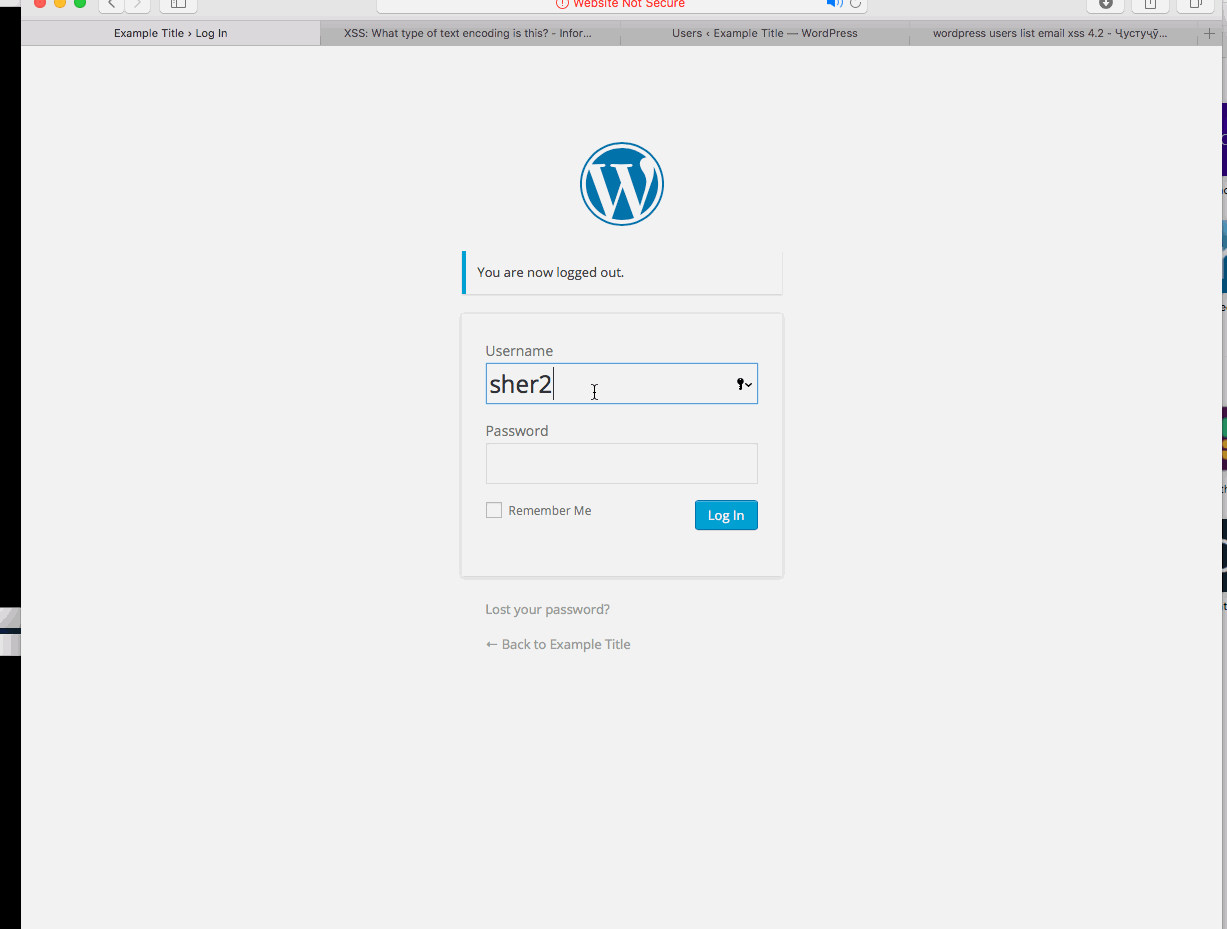 Website Not Secure
Example Title › Log In
XSS: What type of text encoding is this? - Infor...
Users ‹ Example Title — WordPress
wordpress users list email xss 4.2 - Ҷустуҷӯ...
You are now logged out.
Username
sher2
Password
Remember Me
Log In
Lost your password?
← Back to Example Title